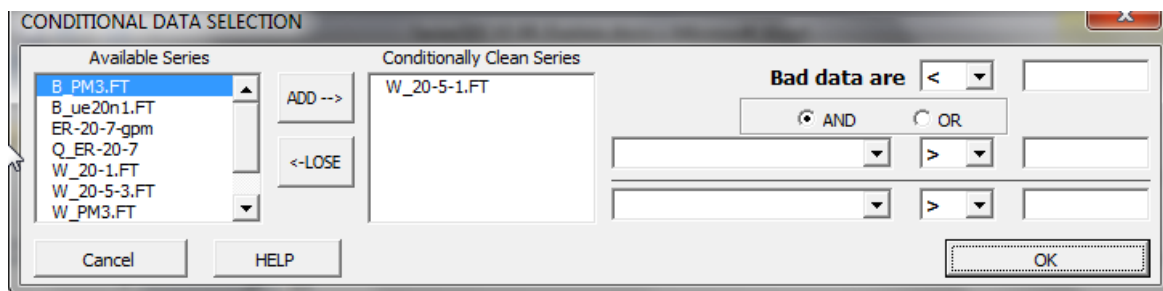 CONDITIONAL DATA SELECTION
X
Available Series
B_PM3.FT
B_ue20n1.FT
ER-20-7-gpm
Q_ER-20-7
W_20-1.FT
W_20-5-3.FT
W_PM3.FT
ADD -->
<-LOSE
Conditionally Clean Series
W_20-5-1.FT
Bad data are <
AND OR
>
>
Cancel
HELP
OK